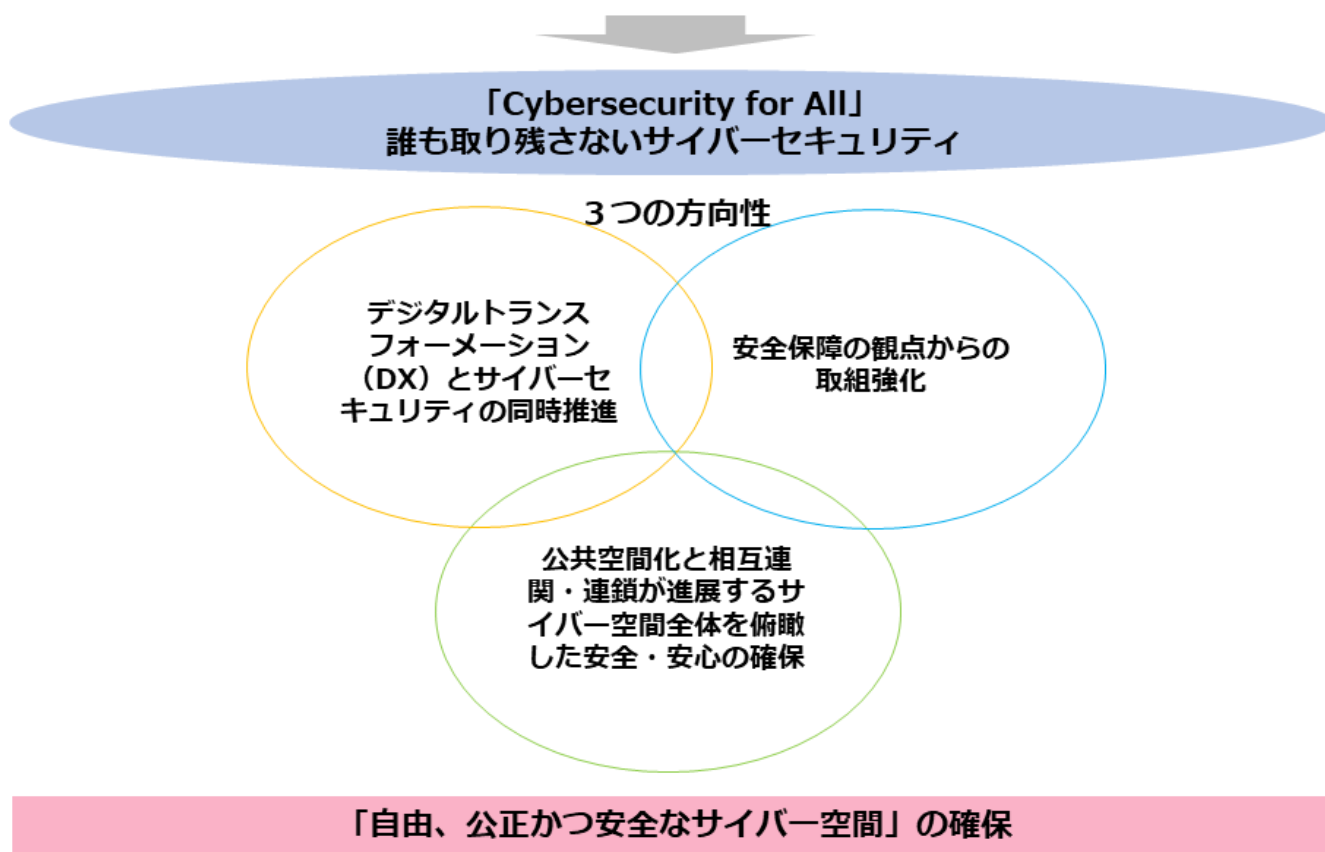 「Cybersecurity for All」
誰も取り残さないサイバーセキュリティ
３つの方向性
デジタルトランス
フォーメーション
（DX）とサイバーセ
キュリティの同時推進
安全保障の観点からの
取組強化
公共空間化と相互連
関・連鎖が進展するサ
イバー空間全体を俯瞰
した安全・安心の確保
「自由、公正かつ安全なサイバー空間」の確保